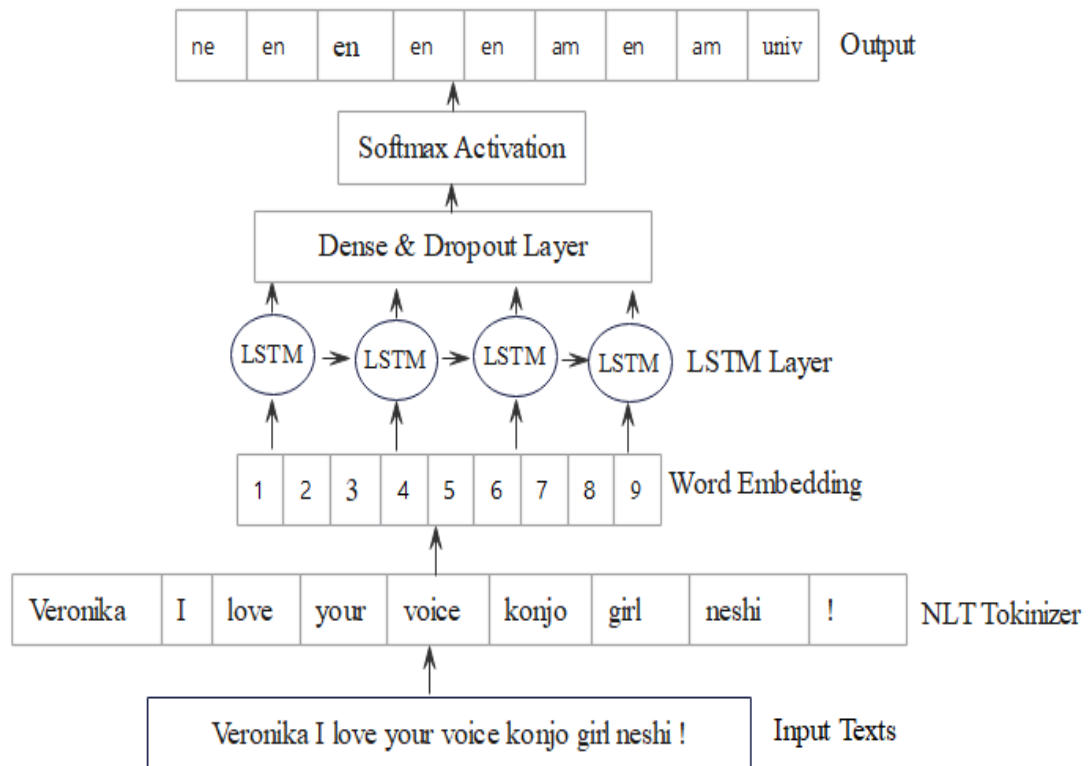 ne en en en en am en am univ Output
Softmax Activation
Dense & Dropout Layer
LSTM LSTM LSTM LSTM LSTM Layer
1 2 3 4 5 6 7 8 9 Word Embedding
Veronika I love your voice konjo girl neshi ! NLT Tokinizer
Veronika I love your voice konjo girl neshi ! Input Texts